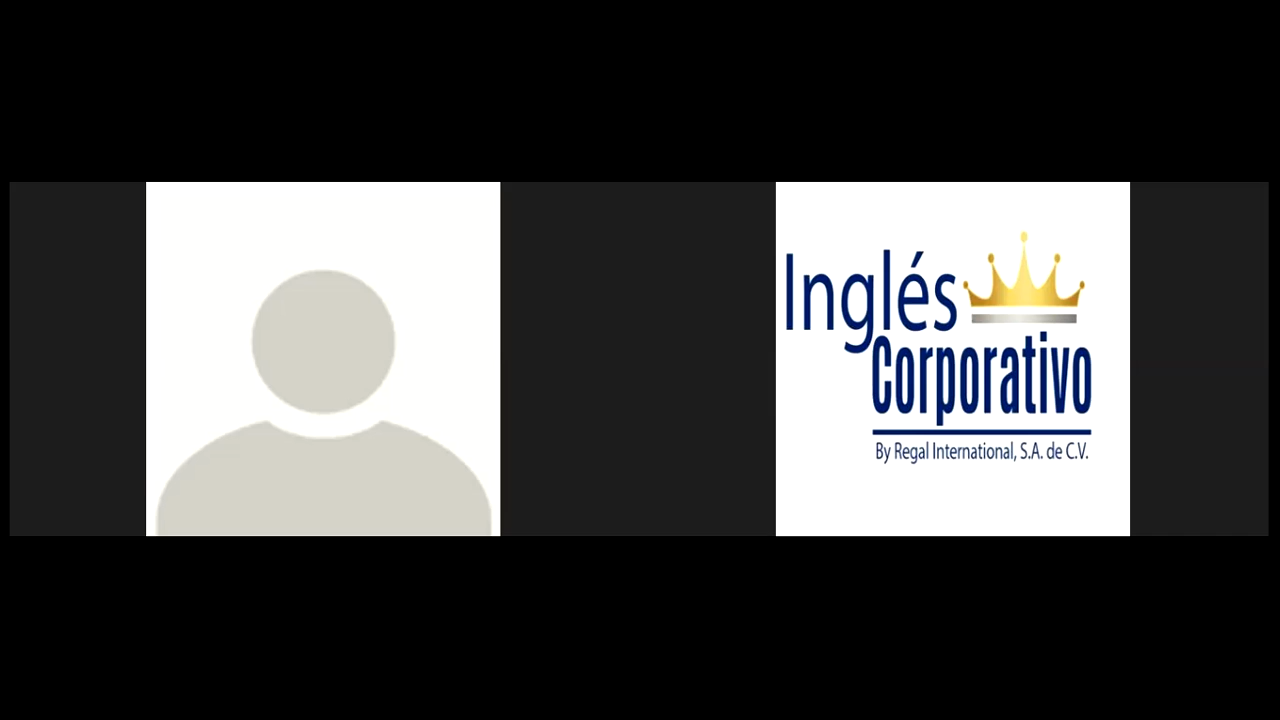 Inglés
Corporativo
By Regal International, S.A. de C.V.